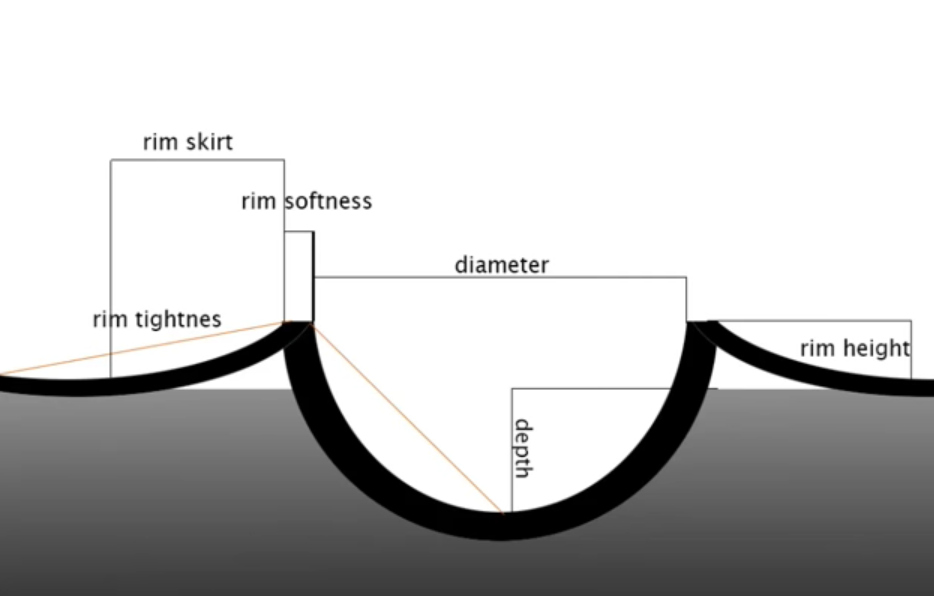 rim skirt
rim softness
diameter
rim tightnes
rim height
depth